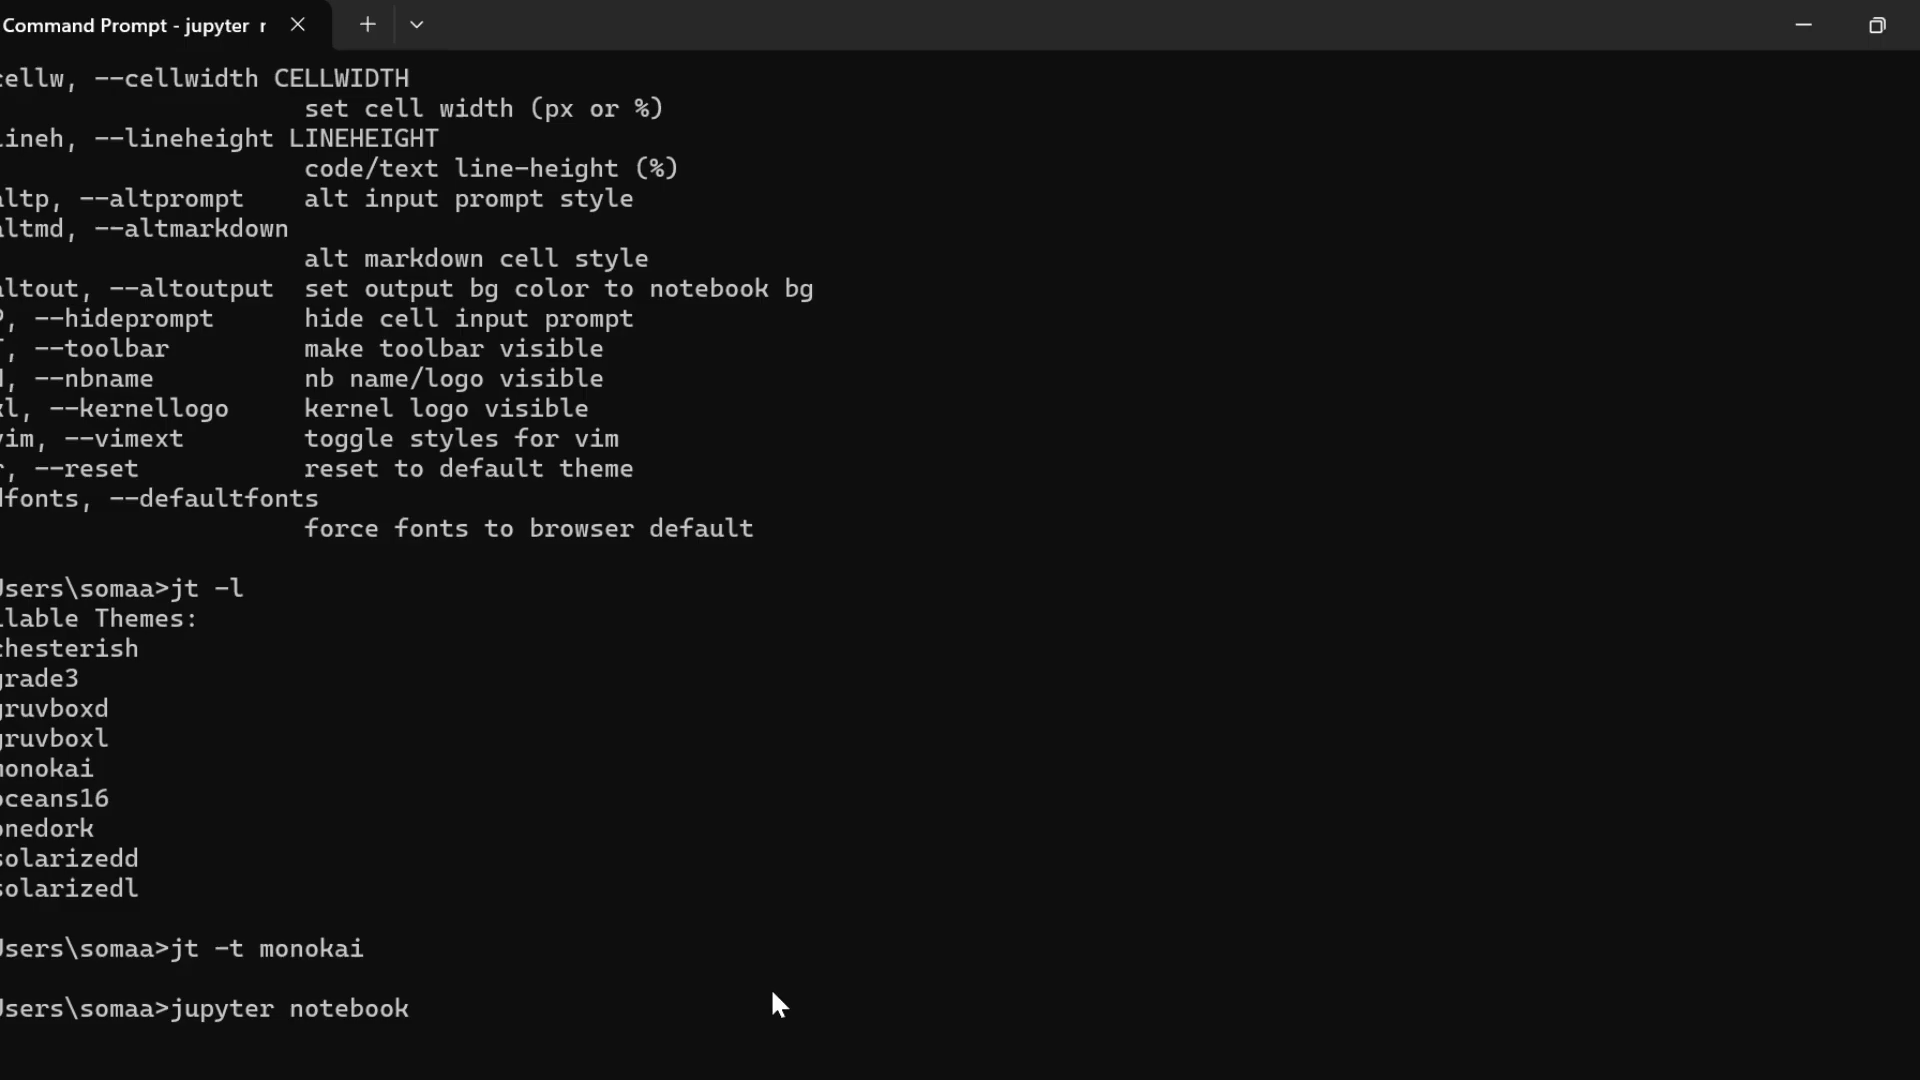 Command Prompt - jupyter
ellw, --cellwidth CELLWIDTH
set cell width (px or %)
ineh, --lineheight LINEHEIGHT
code/text line-height (%)
ltp, --altprompt alt input prompt style
ltmd, --altmarkdown
alt markdown cell style
ltout, --altoutput set output bg color to notebook bg
, --hideprompt hide cell input prompt
, --toolbar make toolbar visible
, --nbname nb name/logo visible
l, --kernellogo kernel logo visible
im, --vimext toggle styles for vim
, --reset reset to default theme
fonts, --defaultfonts
force fonts to browser default
sers\somaa>jt -l
lable Themes:
hesterish
rade3
ruvboxd
ruvboxl
onokai
ceans16
nedork
olarizedd
olarizedl
sers\somaa>jt -t monokai
sers\somaa>jupyter notebook